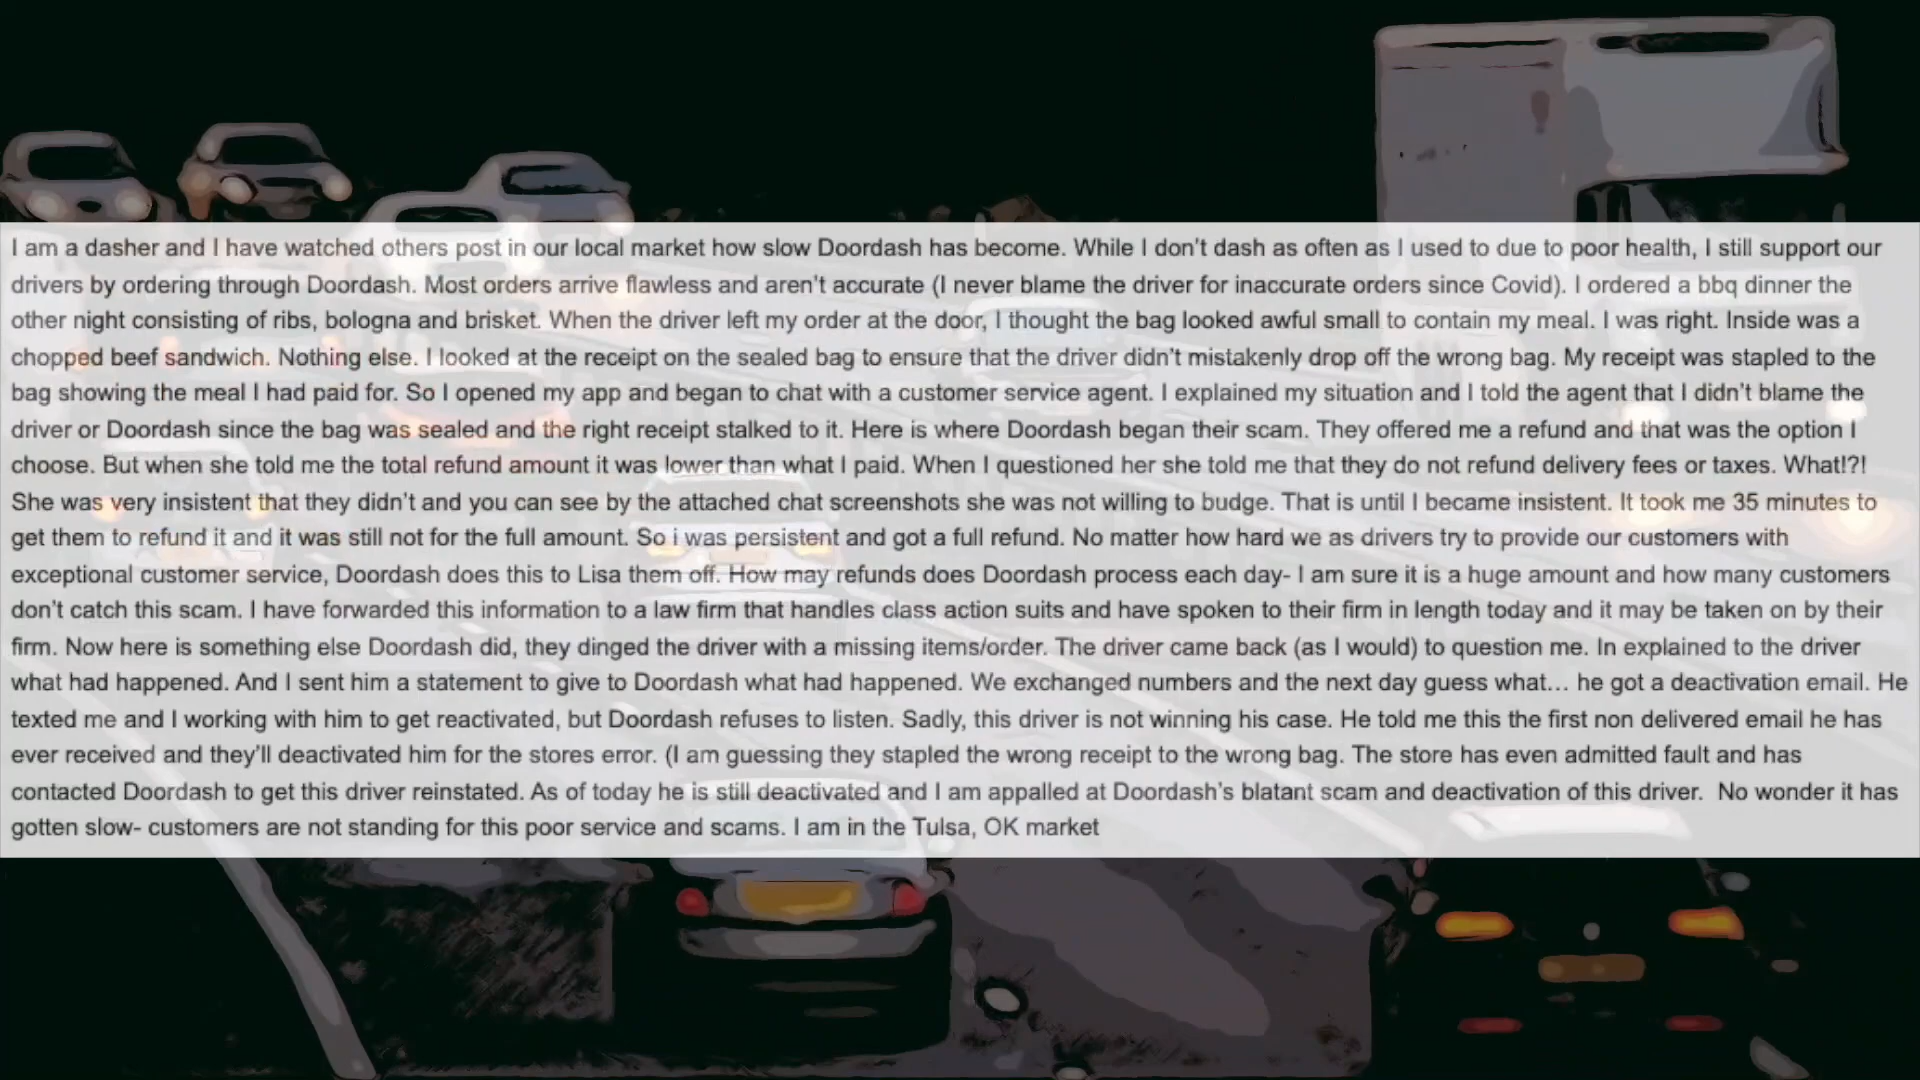 I am a dasher and I have watched others post in our local market how slow Doordash has become. While I don't dash as often as I used to due to poor health, I still support our
drivers by ordering through Doordash. Most orders arrive flawless and aren't accurate (I never blame the driver for inaccurate orders since Covid). I ordered a bbq dinner the
other night consisting of ribs, bologna and brisket. When the driver left my order at the door, I thought the bag looked awful small to contain my meal. I was right. Inside was a
chopped beef sandwich. Nothing else. I looked at the receipt on the sealed bag to ensure that the driver didn't mistakenly drop off the wrong bag. My receipt was stapled to the
bag showing the meal I had paid for. So I opened my app and began to chat with a customer service agent. I explained my situation and I told the agent that I didn't blame the
driver or Doordash since the bag was sealed and the right receipt stalked to it. Here is where Doordash began their scam. They offered me a refund and that was the option I
choose. But when she told me the total refund amount it was lower than what I paid. When I questioned her she told me that they do not refund delivery fees or taxes. What!?!
She was very insistent that they didn't and you can see by the attached chat screenshots she was not willing to budge. That is until I became insistent. It took me 35 minutes to
get them to refund it and it was still not for the full amount. So i was persistent and got a full refund. No matter how hard we as drivers try to provide our customers with
exceptional customer service, Doordash does this to Lisa them off. How may refunds does Doordash process each day- I am sure it is a huge amount and how many customers
don't catch this scam. I have forwarded this information to a law firm that handles class action suits and have spoken to their firm in length today and it may be taken on by their
firm. Now here is something else Doordash did, they dinged the driver with a missing items/order. The driver came back (as I would) to question me. In explained to the driver
what had happened. And I sent him a statement to give to Doordash what had happened. We exchanged numbers and the next day guess what... he got a deactivation email. He
texted me and I working with him to get reactivated, but Doordash refuses to listen. Sadly, this driver is not winning his case. He told me this the first non delivered email he has
ever received and they'll deactivated him for the stores error. (I am guessing they stapled the wrong receipt to the wrong bag. The store has even admitted fault and has
contacted Doordash to get this driver reinstated. As of today he is still deactivated and I am appalled at Doordash's blatant scam and deactivation of this driver.  No wonder it has
gotten slow- customers are not standing for this poor service and scams. I am in the Tulsa, OK market